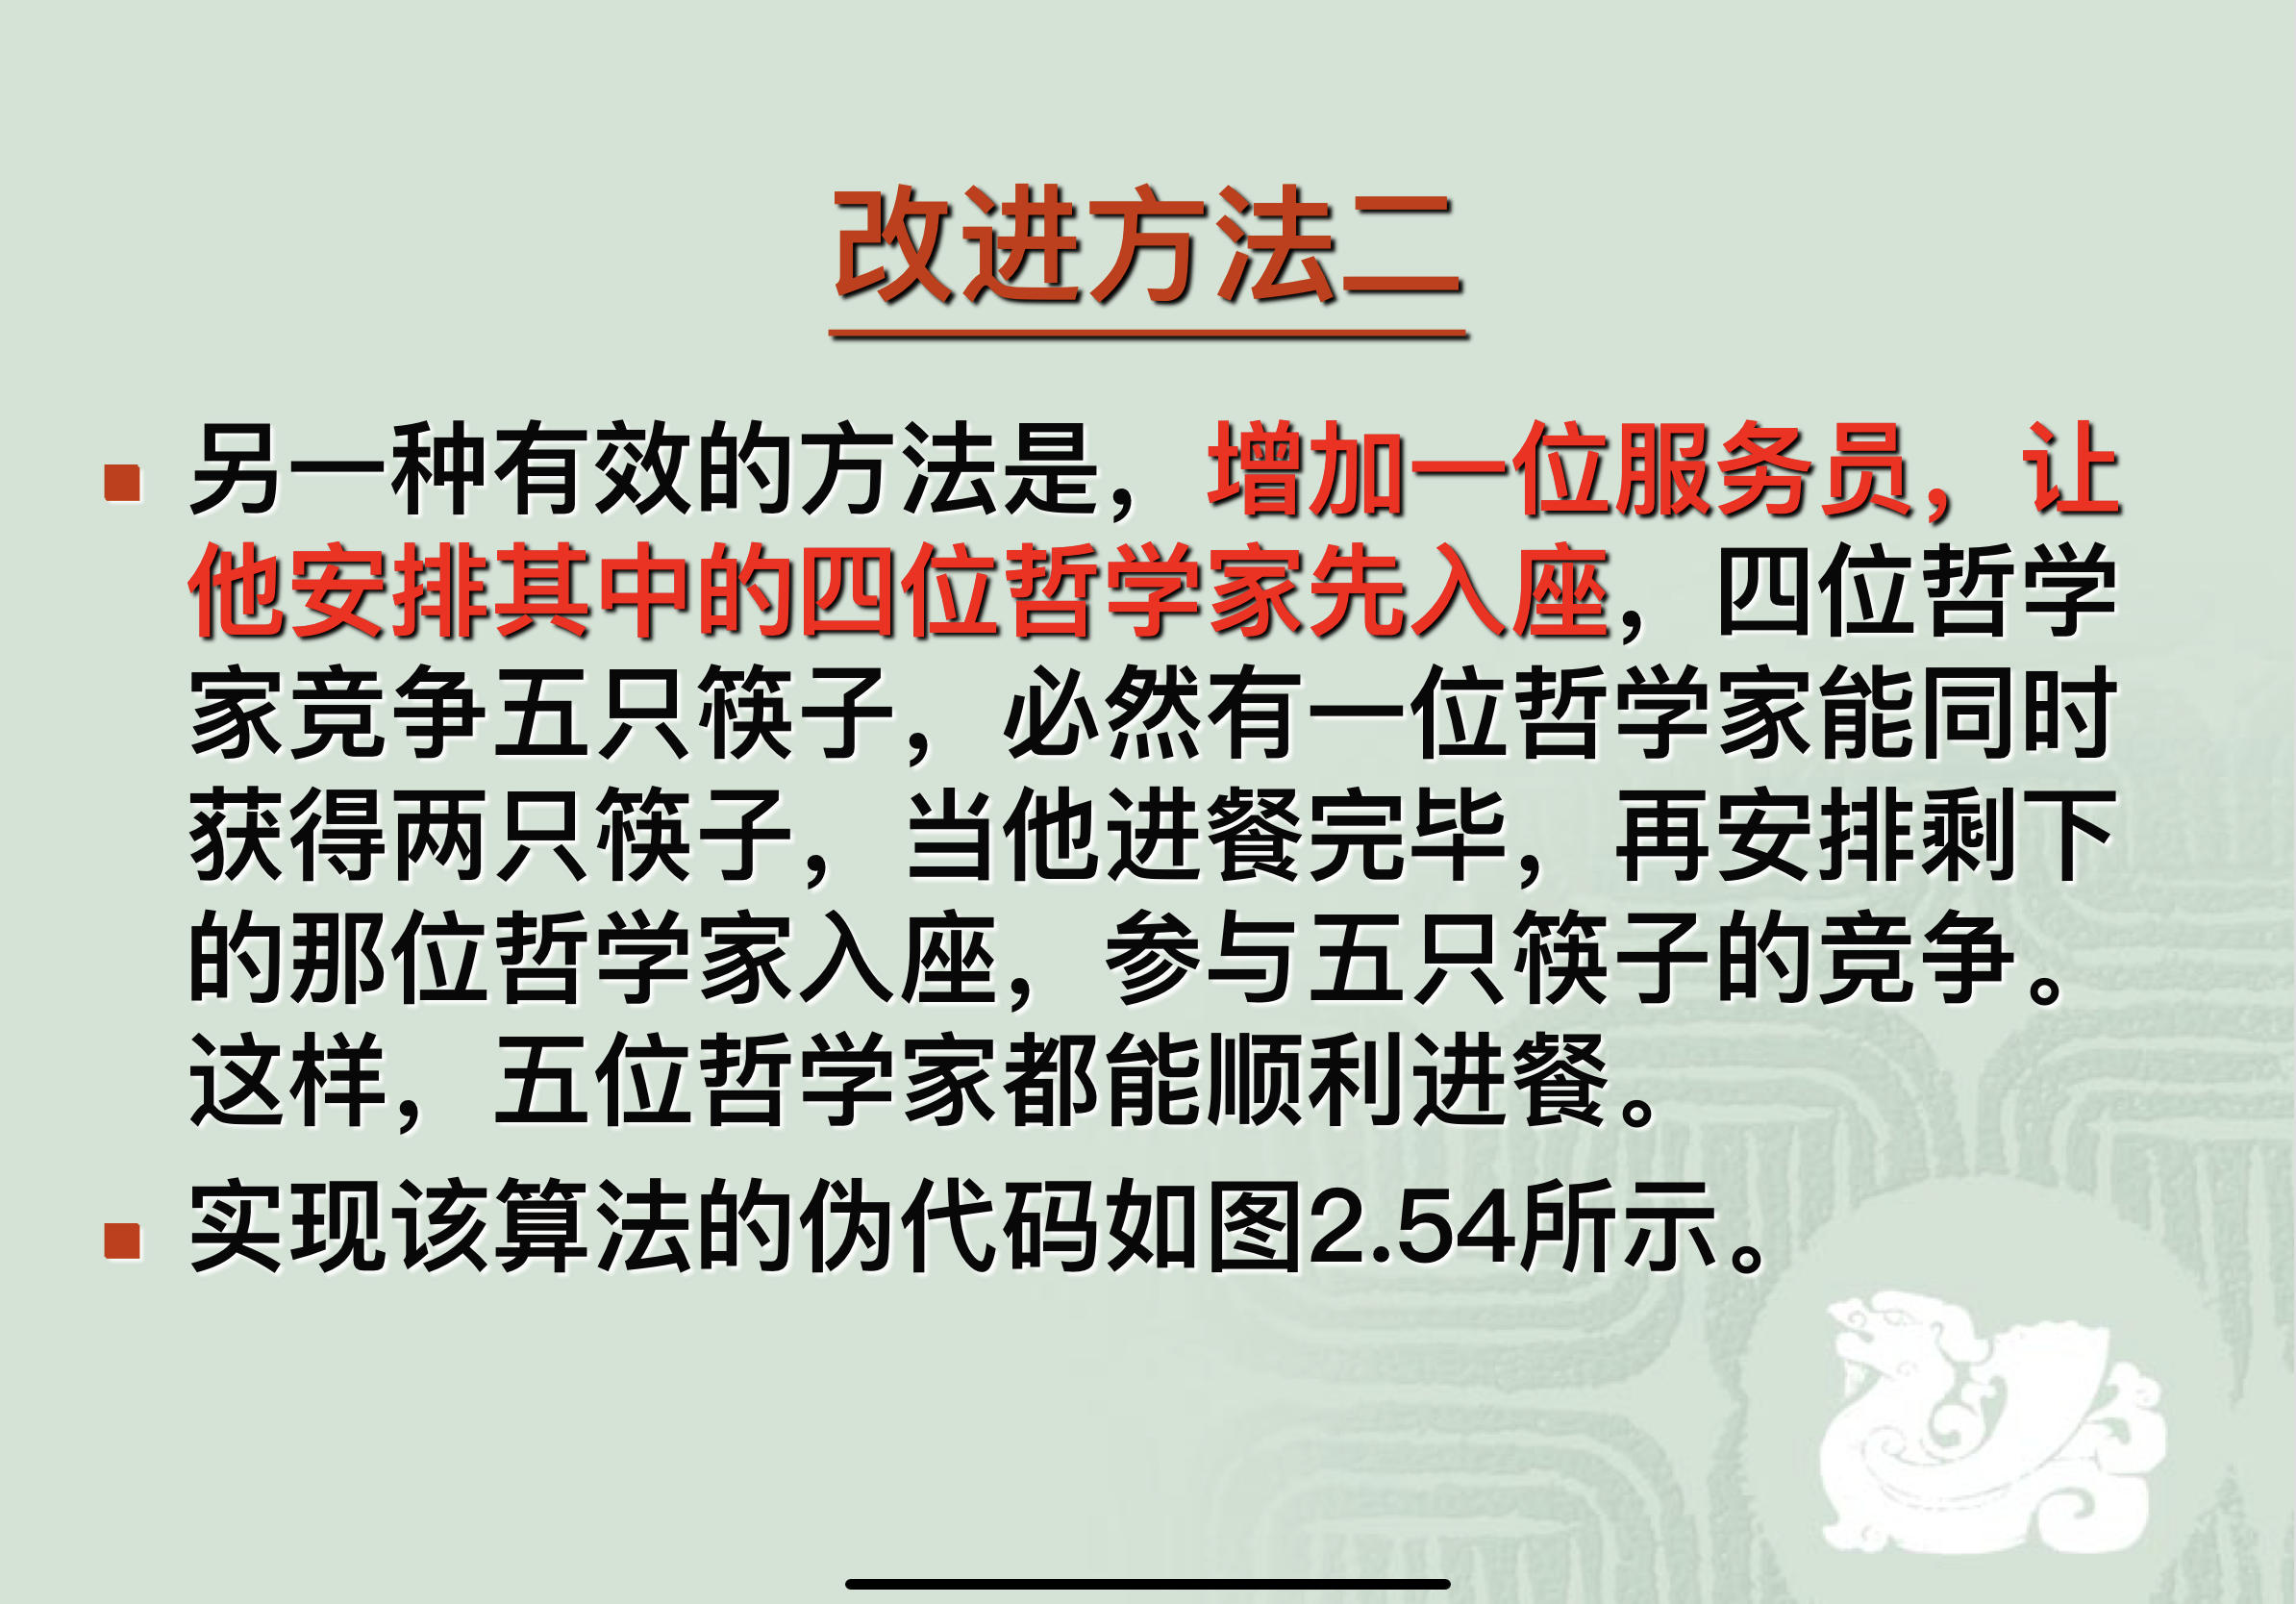 改进方法二
另一种有效的方法是，增加一位服务员，让
他安排其中的四位哲学家先入座，四位哲学
家竞争五只筷子，必然有一位哲学家能同时
获得两只筷子，当他进餐完毕，再安排剩下
的那位哲学家入座，参与五只筷子的竞争。
这样，五位哲学家都能顺利进餐。
实现该算法的伪代码如图2.54所示。